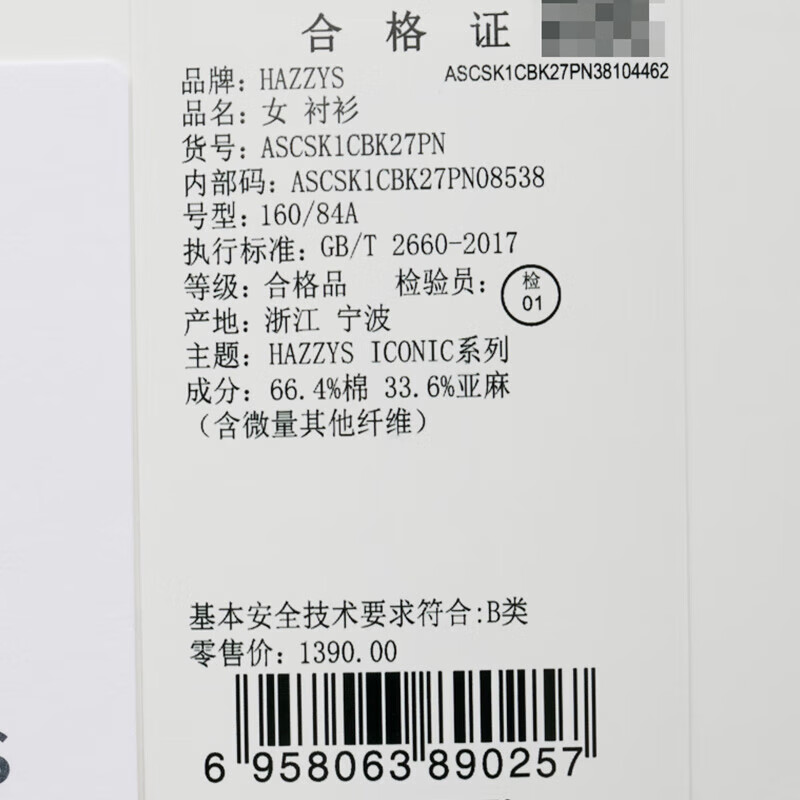 合格证
ASCSK1CBK27PN38104462
品牌: HAZZYS
品名: 女 衬衫
货号: ASCSK1CBK27PN
内部码: ASCSK1CBK27PN08538
号型: 160/84A
执行标准: GB/T 2660-2017
等级: 合格品 检验员: 检 01
产地: 浙江 宁波
主题: HAZZYS ICONIC系列
成分: 66.4%棉 33.6%亚麻
(含微量其他纤维)
基本安全技术要求符合:B类
零售价: 1390.00
6 958063 890257